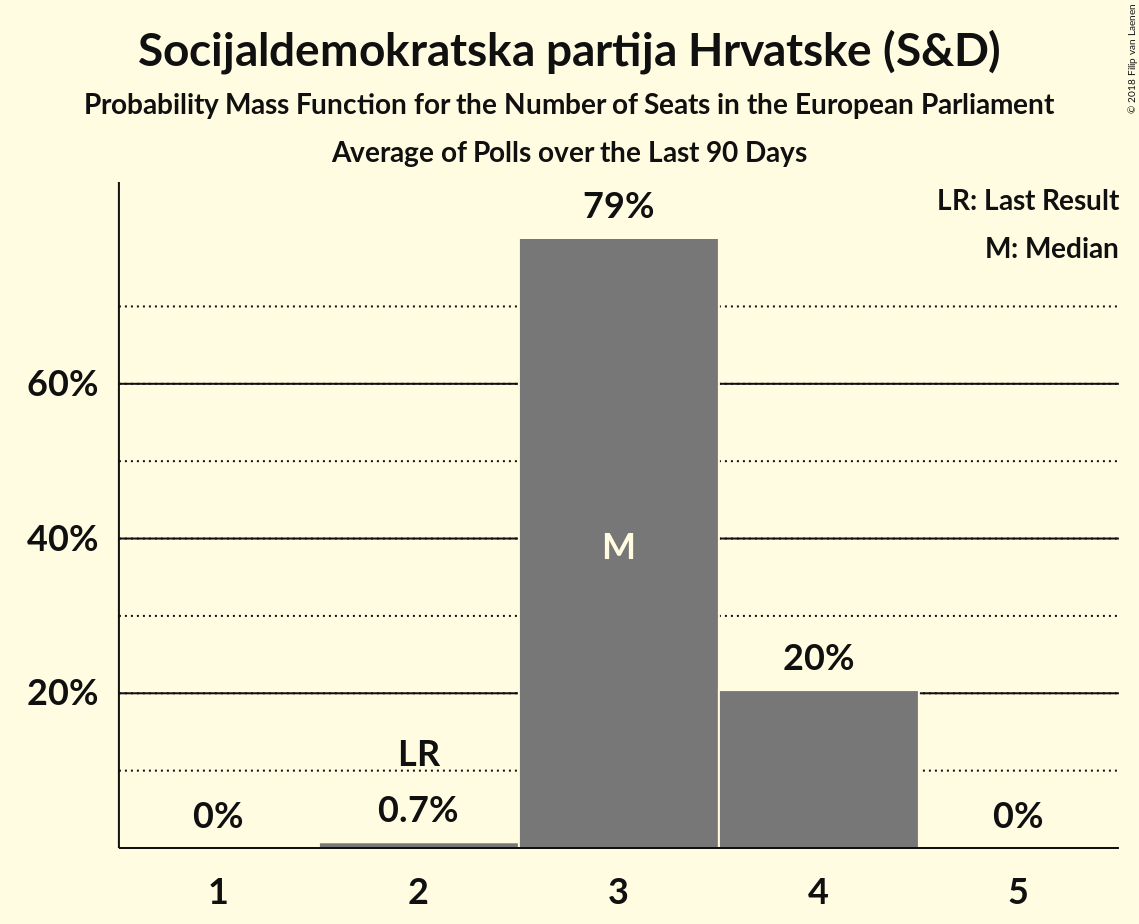 Socijaldemokratska partija Hrvatske (S&D)
Probability Mass Function for the Number of Seats in the European Parliament
Average of Polls over the Last 90 Days
© 2018 Filip van Laenen
LR: Last Result
M: Median
79%
60%
M
40%
20%
20%
LR
0%
0.7%
0%
1
2
3
4
5